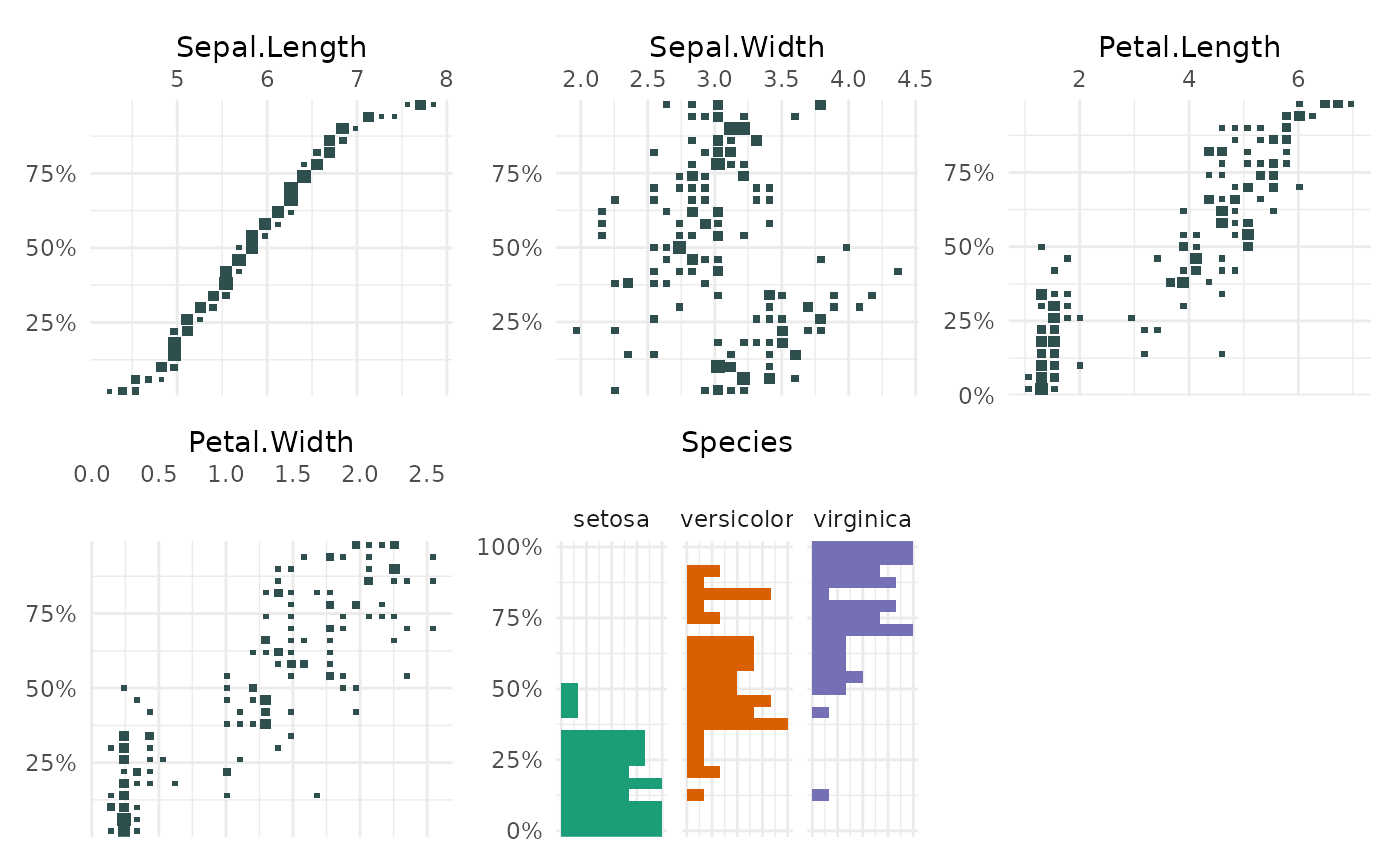 Sepal.Length
5 6 7 8
75%
50%
25%
Sepal.Width
2.0 2.5 3.0 3.5 4.0 4.5
75%
50%
25%
Petal.Length
2 4 6
75%
50%
25%
0%
Petal.Width
0.0 0.5 1.0 1.5 2.0 2.5
75%
50%
25%
Species
setosa versicolor virginica
100%
75%
50%
25%
0%